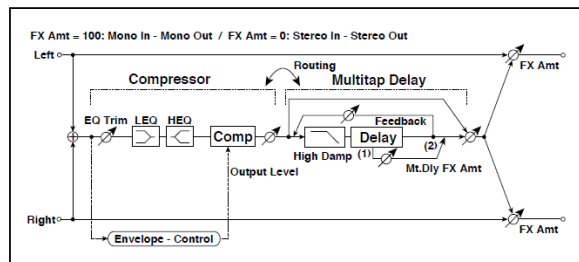 FX Amt = 100: Mono In - Mono Out / FX Amt = 0: Stereo In - Stereo Out
Left
FX Amt
Routing
Compressor
Multitap Delay
EQ Trim
LEQ
HEQ
Feedback
Comp
Delay
High Damp
(1)
(2)
Mt.Dly FX Amt
Output Level
Right
FX Amt
Envelope - Control